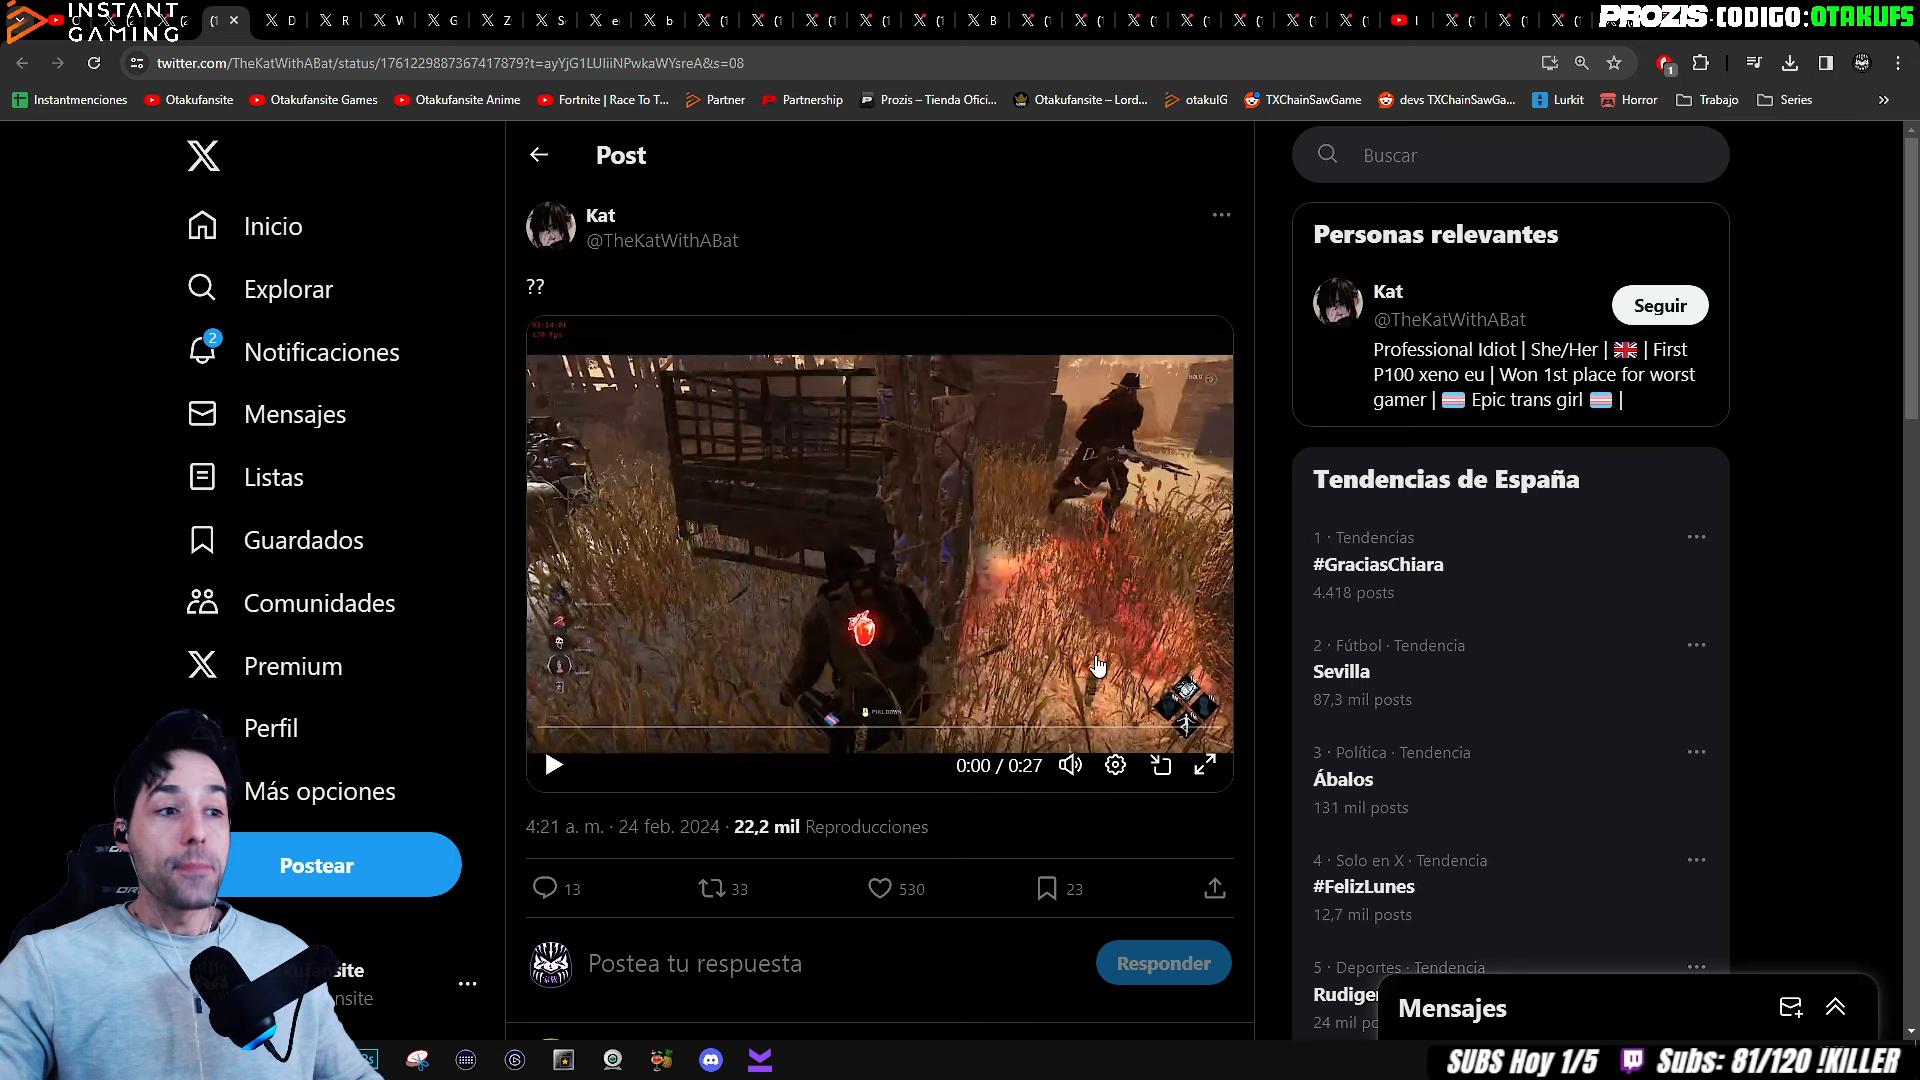 INSTANT
GAMING
PROZIS CODIGO:OTAKUFS
twitter.com/TheKatWithABat/status/1761229887367417879?t=ayYjG1LUIiiNPwkaWYsreA&s=08
Instantmenciones
Otakufansite
Otakufansite Games
Otakufansite Anime
Fortnite | Race To T...
Partner
Partnership
Prozis – Tienda Ofici...
Otakufansite – Lord...
otakuIG
TXChainSawGame
devs TXChainSawGa...
Lurkit
Horror
Trabajo
Series
Inicio
Explorar
2
Notificaciones
Mensajes
Listas
Guardados
Comunidades
Premium
Perfil
Más opciones
Postear
Post
Kat
@TheKatWithABat
??
PULL DOWN
0:00 / 0:27
4:21 a. m. · 24 feb. 2024 · 22,2 mil Reproducciones
13
33
530
23
Postea tu respuesta
Responder
Buscar
Personas relevantes
Kat
@TheKatWithABat
Seguir
Professional Idiot | She/Her | 🇬🇧 | First
P100 xeno eu | Won 1st place for worst
gamer | 🏳️‍⚧️ Epic trans girl 🏳️‍⚧️ |
Tendencias de España
1 · Tendencias
#GraciasChiara
4.418 posts
2 · Fútbol · Tendencia
Sevilla
87,3 mil posts
3 · Política · Tendencia
Ábalos
131 mil posts
4 · Solo en X · Tendencia
#FelizLunes
12,7 mil posts
5 · Deportes · Tendencia
24 mil
Mensajes
SUBS Hoy 1/5
Subs: 81/120 !KILLER